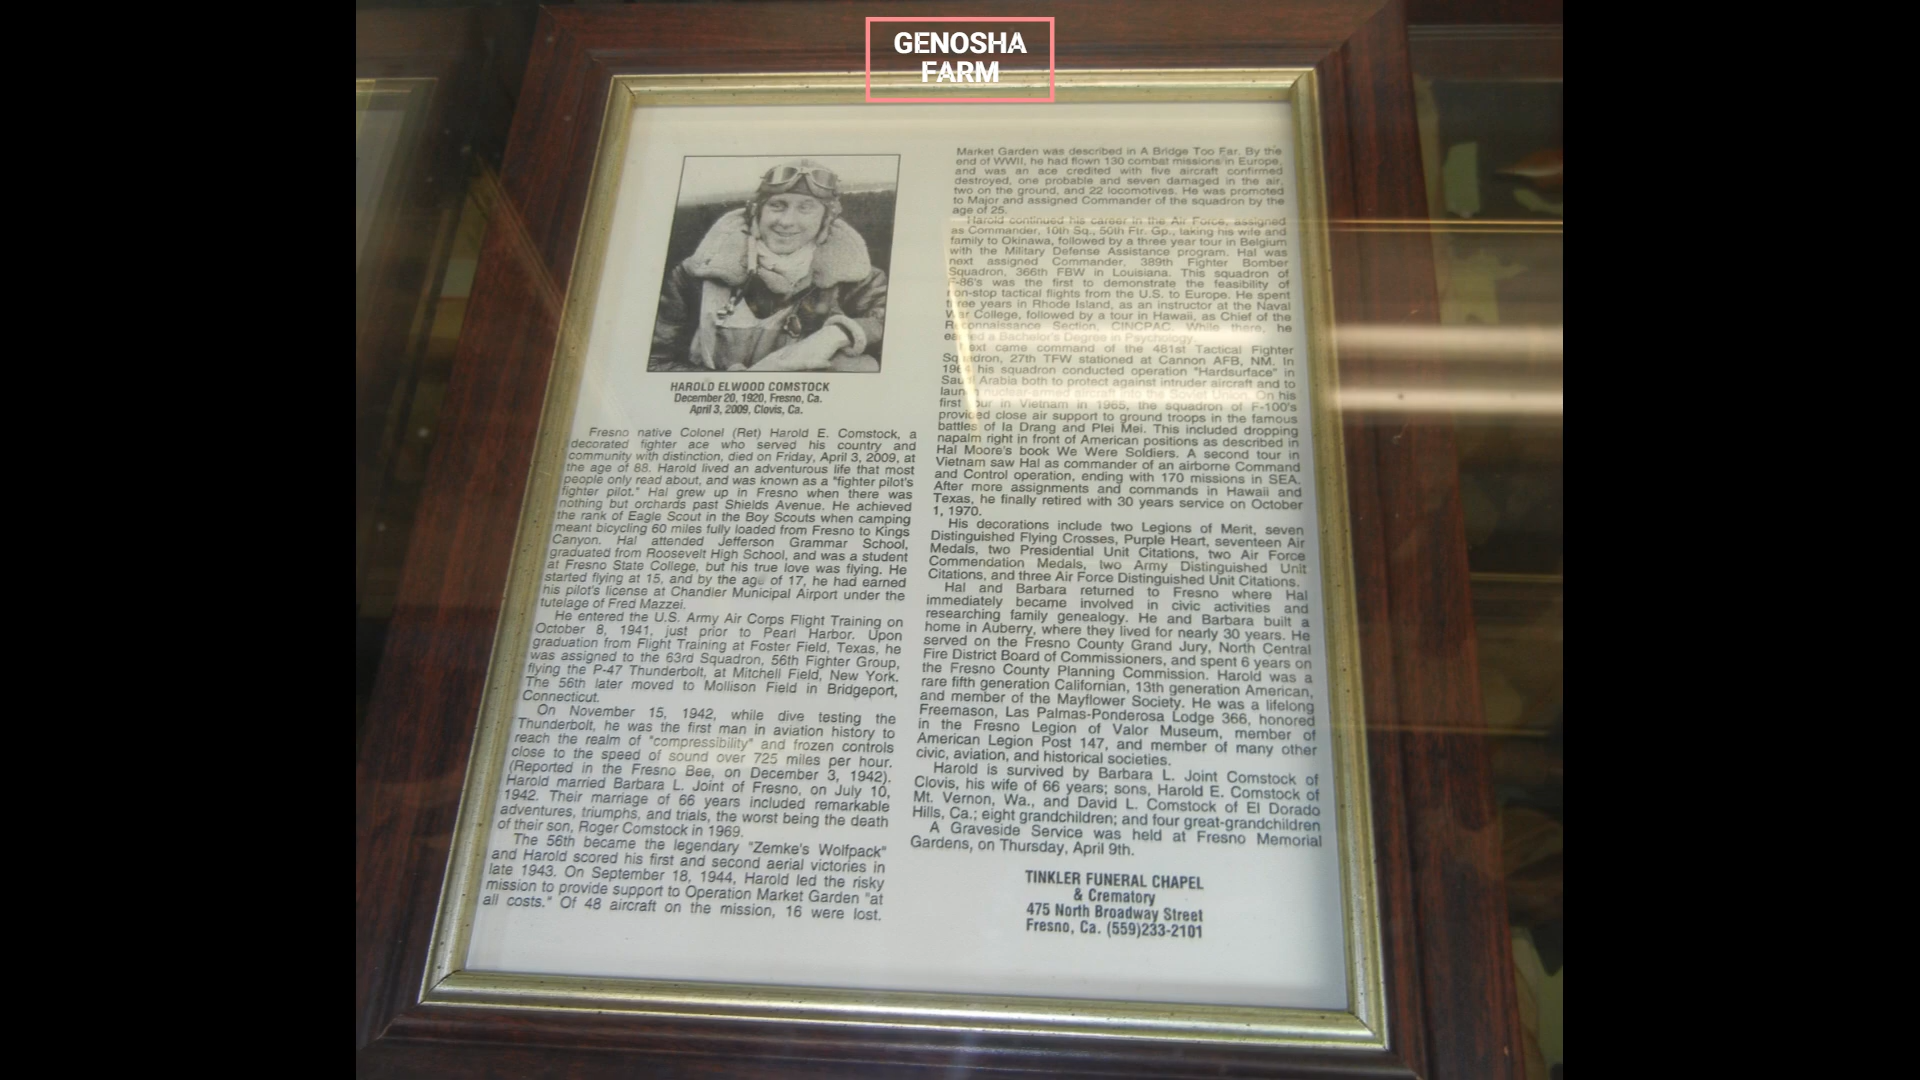 GENOSHA
FARM
HAROLD ELWOOD COMSTOCK
December 20, 1920, Fresno, Ca.
April 3, 2009, Clovis, Ca.
Fresno native Colonel (Ret) Harold E. Comstock, a
decorated fighter ace who served his country and
community with distinction, died on Friday, April 3, 2009, at
the age of 88. Harold lived an adventurous life that most
people only read about, and was known as a "fighter pilot's
fighter pilot." Hal grew up in Fresno when there was
nothing but orchards past Shields Avenue. He achieved
the rank of Eagle Scout in the Boy Scouts when camping
meant bicycling 60 miles fully loaded from Fresno to Kings
Canyon. Hal attended Jefferson Grammar School,
graduated from Roosevelt High School, and was a student
at Fresno State College, but his true love was flying. He
started flying at 15, and by the age of 17, he had earned
his pilot's license at Chandler Municipal Airport under the
tutelage of Fred Mazzei.
He entered the U.S. Army Air Corps Flight Training on
October 8, 1941, just prior to Pearl Harbor. Upon
graduation from Flight Training at Foster Field, Texas, he
was assigned to the 63rd Squadron, 56th Fighter Group,
flying the P-47 Thunderbolt, at Mitchell Field, New York.
The 56th later moved to Mollison Field in Bridgeport,
Connecticut.
On November 15, 1942, while dive testing the
Thunderbolt, he was the first man in aviation history to
reach the realm of "compressibility" and frozen controls
close to the speed of sound over 725 miles per hour.
(Reported in the Fresno Bee, on December 3, 1942).
Harold married Barbara L. Joint of Fresno, on July 10,
1942. Their marriage of 66 years included remarkable
adventures, triumphs, and trials, the worst being the death
of their son, Roger Comstock in 1969.
The 56th became the legendary "Zemke's Wolfpack"
and Harold scored his first and second aerial victories in
late 1943. On September 18, 1944, Harold led the risky
mission to provide support to Operation Market Garden "at
all costs." Of 48 aircraft on the mission, 16 were lost.
Market Garden was described in A Bridge Too Far. By the
end of WWII, he had flown 130 combat missions in Europe,
and was an ace credited with five aircraft confirmed
destroyed, one probable and seven damaged in the air,
two on the ground, and 22 locomotives. He was promoted
to Major and assigned Commander of the squadron by the
age of 25.
Harold continued his career in the Air Force, assigned
as Commander, 10th Sq., 50th Ftr. Gp., taking his wife and
family to Okinawa, followed by a three year tour in Belgium
with the Military Defense Assistance program. Hal was
next assigned Commander, 389th Fighter Bomber
Squadron, 366th FBW in Louisiana. This squadron of
F-86's was the first to demonstrate the feasibility of
non-stop tactical flights from the U.S. to Europe. He spent
three years in Rhode Island, as an instructor at the Naval
War College, followed by a tour in Hawaii, as Chief of the
Reconnaissance Section, CINCPAC. While there, he
earned a Bachelor's Degree in Psychology.
Next came command of the 481st Tactical Fighter
Squadron, 27th TFW stationed at Cannon AFB, NM. In
1964 his squadron conducted operation "Hardsurface" in
Saudi Arabia both to protect against intruder aircraft and to
launch nuclear-armed aircraft into the Soviet Union. On his
first tour in Vietnam in 1965, the squadron of F-100's
provided close air support to ground troops in the famous
battles of Ia Drang and Plei Mei. This included dropping
napalm right in front of American positions as described in
Hal Moore's book We Were Soldiers. A second tour in
Vietnam saw Hal as commander of an airborne Command
and Control operation, ending with 170 missions in SEA.
After more assignments and commands in Hawaii and
Texas, he finally retired with 30 years service on October
1, 1970.
His decorations include two Legions of Merit, seven
Distinguished Flying Crosses, Purple Heart, seventeen Air
Medals, two Presidential Unit Citations, two Air Force
Commendation Medals, two Army Distinguished Unit
Citations, and three Air Force Distinguished Unit Citations.
Hal and Barbara returned to Fresno where Hal
immediately became involved in civic activities and
researching family genealogy. He and Barbara built a
home in Auberry, where they lived for nearly 30 years. He
served on the Fresno County Grand Jury, North Central
Fire District Board of Commissioners, and spent 6 years on
the Fresno County Planning Commission. Harold was a
rare fifth generation Californian, 13th generation American,
and member of the Mayflower Society. He was a lifelong
Freemason, Las Palmas-Ponderosa Lodge 366, honored
in the Fresno Legion of Valor Museum, member of
American Legion Post 147, and member of many other
civic, aviation, and historical societies.
Harold is survived by Barbara L. Joint Comstock of
Clovis, his wife of 66 years; sons, Harold E. Comstock of
Mt. Vernon, Wa., and David L. Comstock of El Dorado
Hills, Ca.; eight grandchildren; and four great-grandchildren
A Graveside Service was held at Fresno Memorial
Gardens, on Thursday, April 9th.
TINKLER FUNERAL CHAPEL
& Crematory
475 North Broadway Street
Fresno, Ca. (559)233-2101